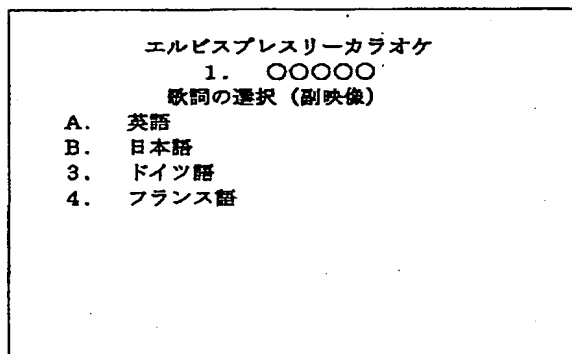 エルビスプレスリーカラオケ
1. ○○○○○
歌詞の選択（副映像）
A. 英語
B. 日本語
3. ドイツ語
4. フランス語